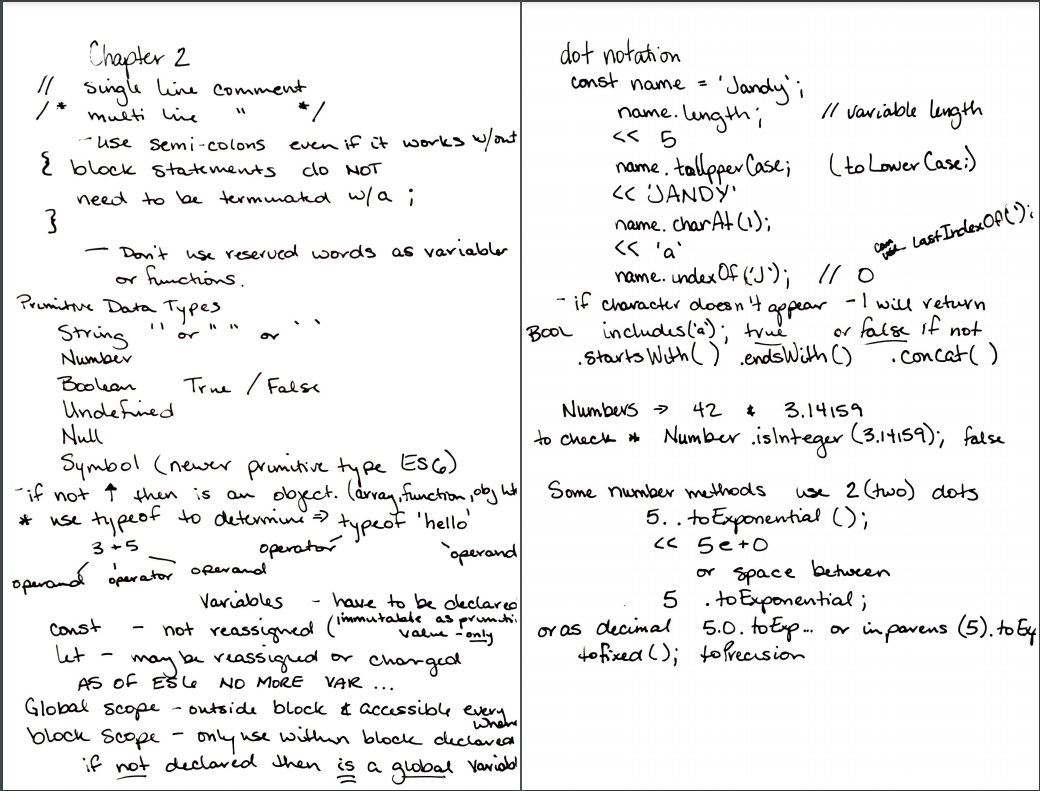 Chapter 2
// single line comment
/* multi line " */
- Use semi-colons even if it works w/out
{ block statements do NOT
need to be terminated w/a ;
}
— Don't use reserved words as variables
or functions.
Primitive Data Types
String '' or " " or ``
Number
Boolean True / False
Undefined
Null
Symbol (newer primitive type ES6)
- if not ↑ then is an object. (array, function, obj
* use typeof to determine ⇒ typeof 'hello'
3 + 5
operator operand
operand operator operand
Variables - have to be declared
const - not reassigned (immutable as primiti
value - only
let - may be reassigned or changed
AS OF ES6 NO MORE VAR ...
Global scope - outside block & accessible every
where
block scope - only use within block declared
if not declared then is a global variabl
dot notation
const name = 'Jandy';
name.length; // variable length
<< 5
name.toUpperCase; (toLowerCase;)
<< 'JANDY'
name.charAt(1);
<< 'a'
lastIndexOf(' ');
name.indexOf('J'); // 0
- if character doesn't appear -1 will return
BOOL includes('a'); true or false if not
.startsWith( ) .endsWith( ) .concat( )
Numbers → 42 & 3.14159
to check * Number.isInteger(3.14159); false
Some number methods use 2 (two) dots
5..toExponential ();
<< 5e+0
or space between
5 .toExponential;
or as decimal 5.0.toExp... or in parens (5).toEx
tofixed(); toPrecision